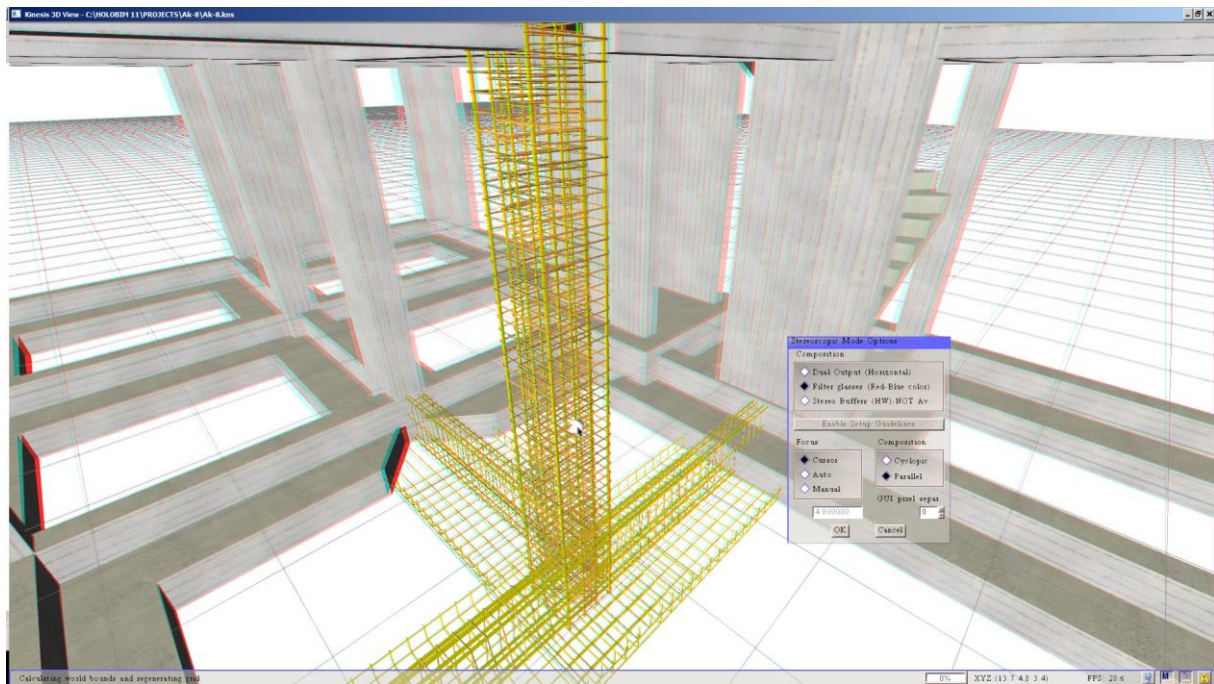 Kinesis 3D View - C:\HOLOBIM 11\PROJECTS\Ak-8\Ak-8.kns
Stereoscopic Mode Options
Composition
Dual Output (Horizontal)
Filter glasses (Red-Blue color)
Stereo Buffers (HW)-NOT Av
Enable Setup Guidelines
Focus
Cursor
Auto
Manual
4.800000
Composition
Cyclopic
Parallel
GUI pixel separ
0
OK
Cancel
Calculating world bounds and regenerating grid
0%
XYZ (13 7 4.8 3.4)
FPS: 28 6
M